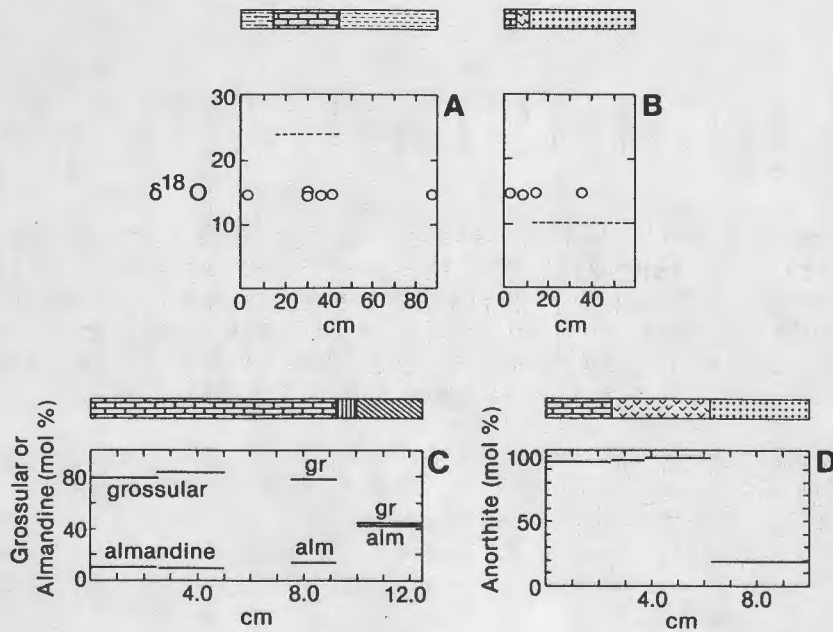 A
B
30
20
10
0
δ18O
0 20 40 60 80
cm
0 20 40
cm
C
D
Grossular or
Almandine (mol %)
80
40
0
grossular
almandine
gr
alm
gr
alm
4.0 8.0 12.0
cm
Anorthite (mol %)
100
50
0
4.0 8.0
cm